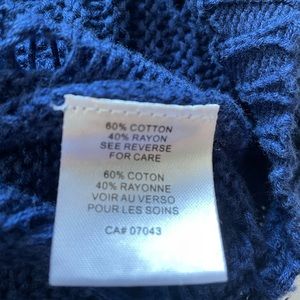 60% COTTON
40% RAYON
SEE REVERSE
FOR CARE
60% COTON
40% RAYONNE
VOIR AU VERSO
POUR LES SOINS
CA# 07043